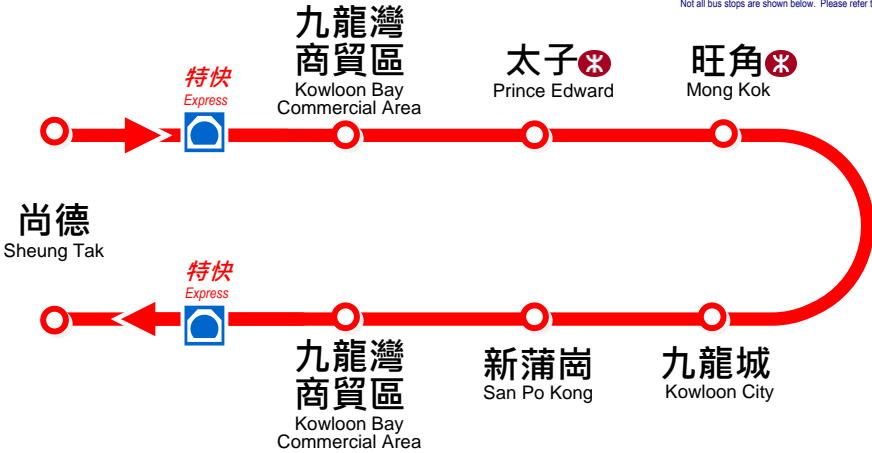 Not all bus stops are shown below. Please refer t
九龍灣
商貿區
Kowloon Bay
Commercial Area
太子
Prince Edward
旺角
Mong Kok
特快
Express
尚德
Sheung Tak
特快
Express
九龍灣
商貿區
Kowloon Bay
Commercial Area
新蒲崗
San Po Kong
九龍城
Kowloon City